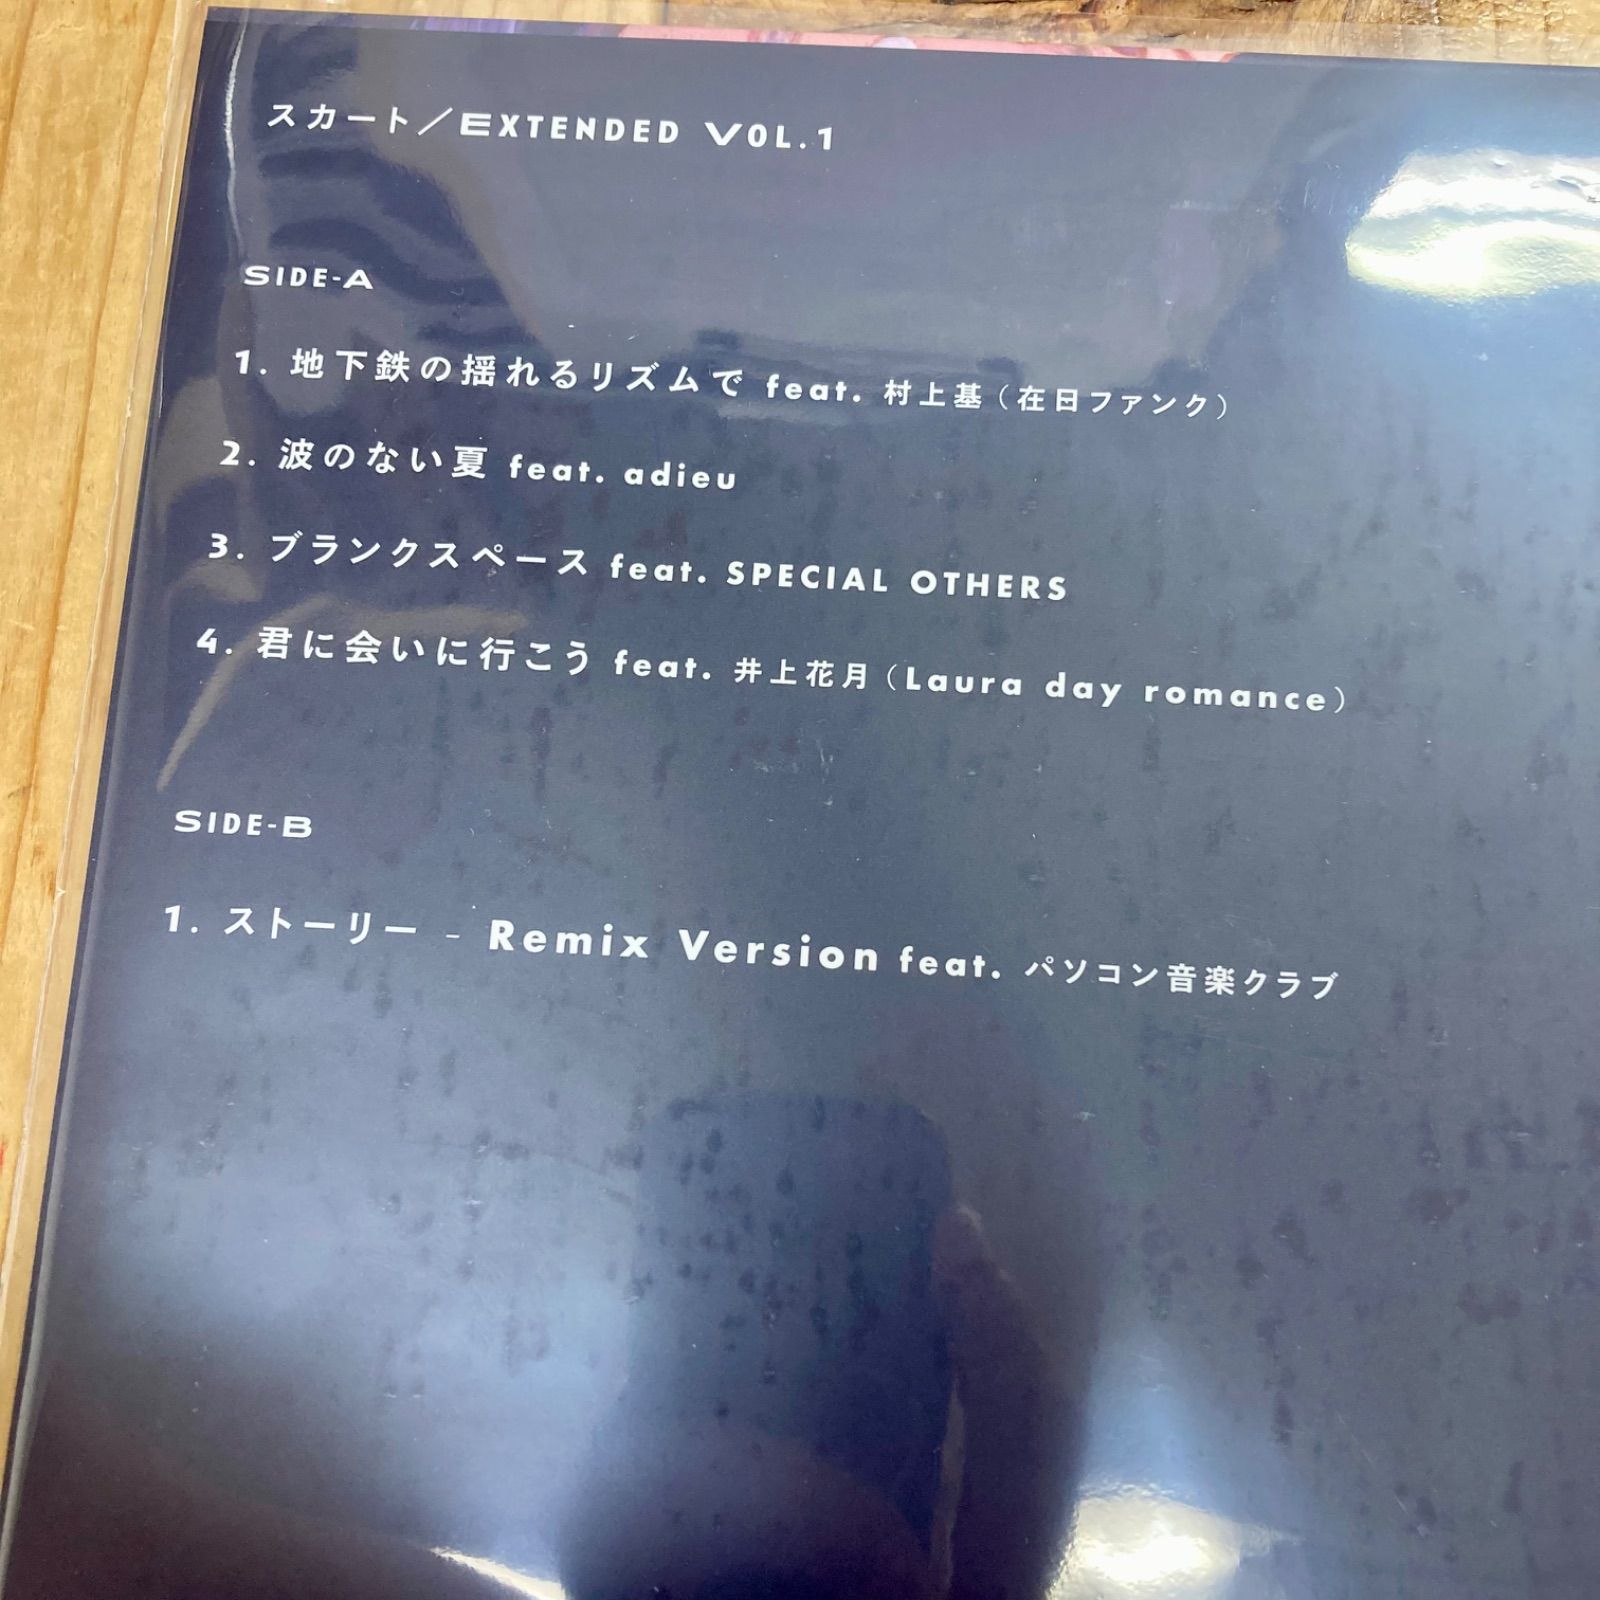 スカート／EXTENDED VOL.1
SIDE-A
1. 地下鉄の揺れるリズムで feat. 村上基（在日ファンク）
2. 波のない夏 feat. adieu
3. ブランクスペース feat. SPECIAL OTHERS
4. 君に会いに行こう feat. 井上花月（Laura day romance）
SIDE-B
1. ストーリー - Remix Version feat. パソコン音楽クラブ